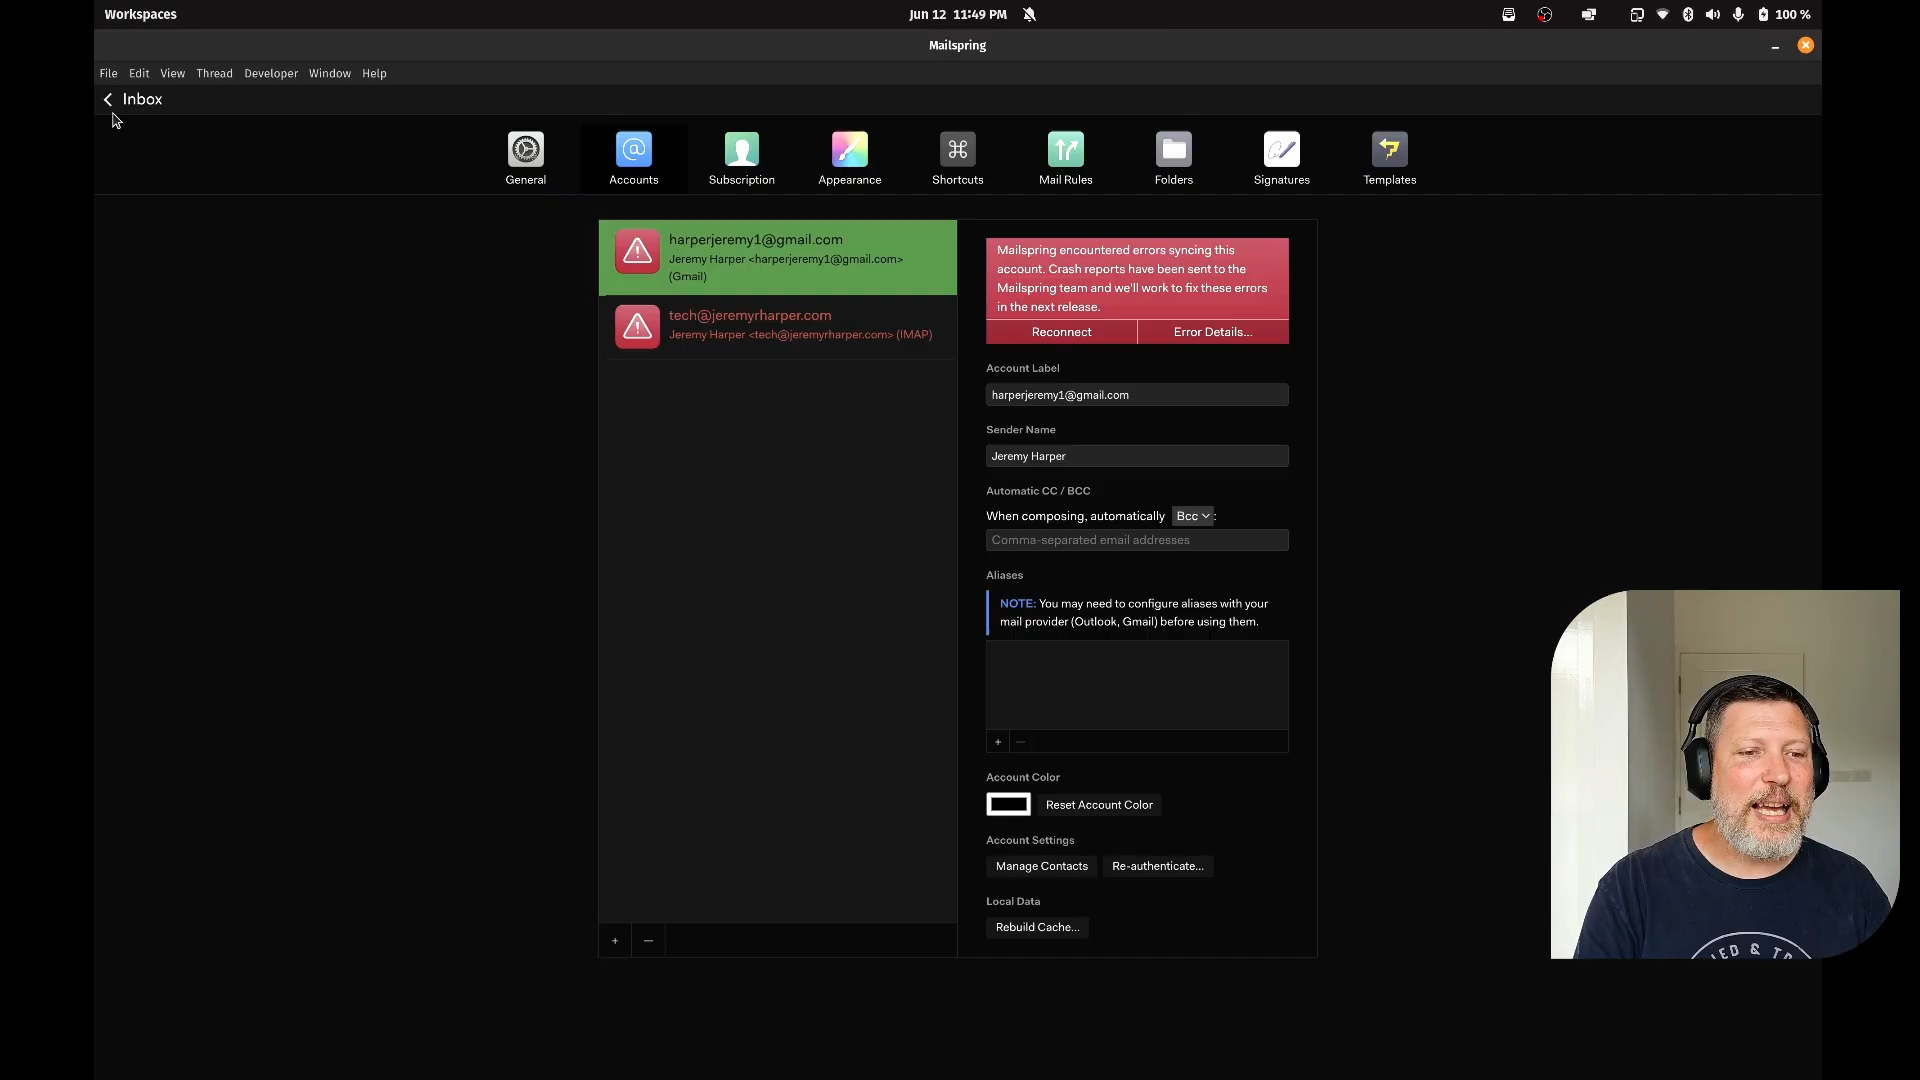 Workspaces
Jun 12 11:49 PM
100 %
Mailspring
File Edit View Thread Developer Window Help
Inbox
General
Accounts
Subscription
Appearance
Shortcuts
Mail Rules
Folders
Signatures
Templates
harperjeremy1@gmail.com
Jeremy Harper <harperjeremy1@gmail.com>
(Gmail)
tech@jeremyrharper.com
Jeremy Harper <tech@jeremyrharper.com> (IMAP)
Mailspring encountered errors syncing this
account. Crash reports have been sent to the
Mailspring team and we'll work to fix these errors
in the next release.
Reconnect
Error Details...
Account Label
harperjeremy1@gmail.com
Sender Name
Jeremy Harper
Automatic CC / BCC
When composing, automatically Bcc :
Comma-separated email addresses
Aliases
NOTE: You may need to configure aliases with your
mail provider (Outlook, Gmail) before using them.
+ −
Account Color
Reset Account Color
Account Settings
Manage Contacts
Re-authenticate...
Local Data
Rebuild Cache...
+ −